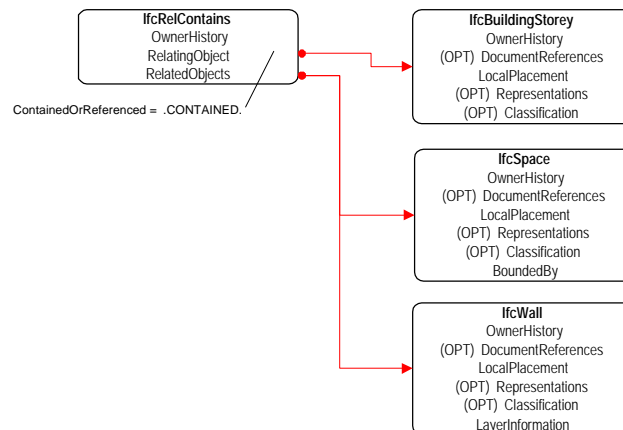 IfcRelContains
OwnerHistory
RelatingObject
RelatedObjects
ContainedOrReferenced = .CONTAINED.
IfcBuildingStorey
OwnerHistory
(OPT) DocumentReferences
LocalPlacement
(OPT) Representations
(OPT) Classification
IfcSpace
OwnerHistory
(OPT) DocumentReferences
LocalPlacement
(OPT) Representations
(OPT) Classification
BoundedBy
IfcWall
OwnerHistory
(OPT) DocumentReferences
LocalPlacement
(OPT) Representations
(OPT) Classification
LayerInformation